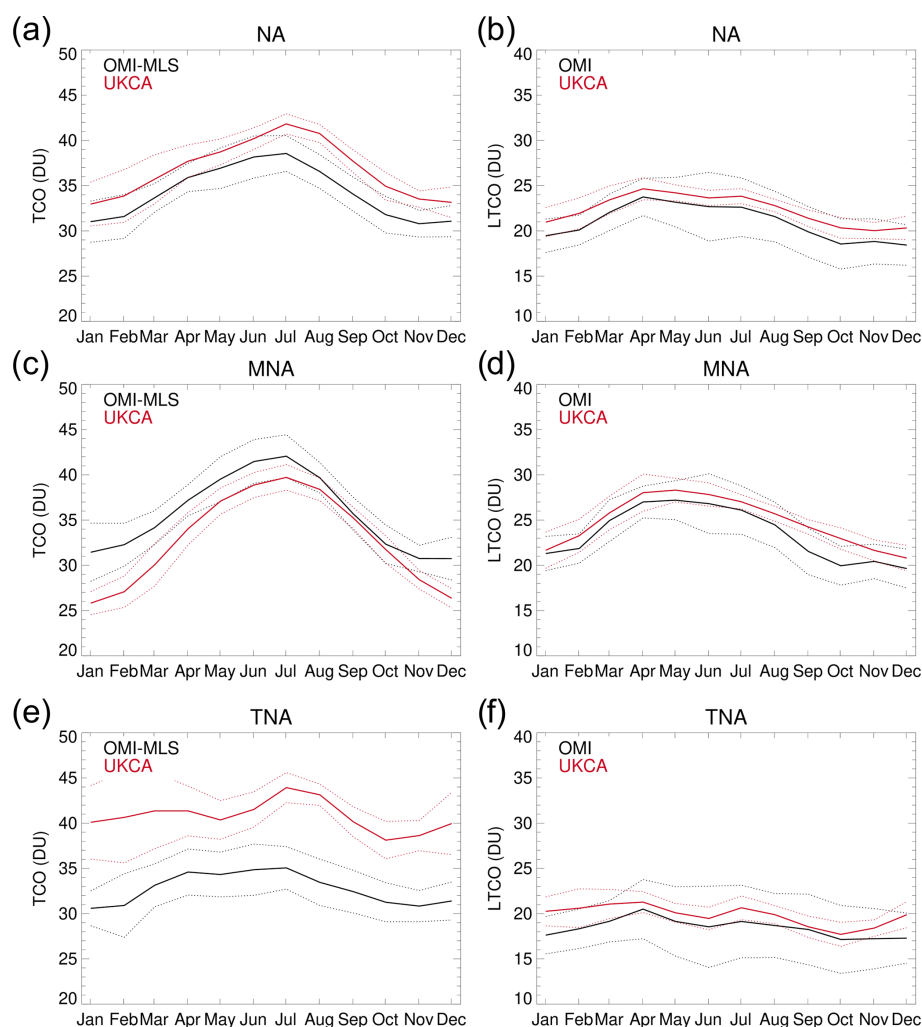 (a) NA
50
45
40
35
30
25
20
TCO (DU)
OMI-MLS
UKCA
Jan Feb Mar Apr May Jun Jul Aug Sep Oct Nov Dec
(b) NA
40
35
30
25
20
15
10
LTCO (DU)
OMI
UKCA
Jan Feb Mar Apr May Jun Jul Aug Sep Oct Nov Dec
(c) MNA
50
45
40
35
30
25
20
TCO (DU)
OMI-MLS
UKCA
Jan Feb Mar Apr May Jun Jul Aug Sep Oct Nov Dec
(d) MNA
40
35
30
25
20
15
10
LTCO (DU)
OMI
UKCA
Jan Feb Mar Apr May Jun Jul Aug Sep Oct Nov Dec
(e) TNA
50
45
40
35
30
25
20
TCO (DU)
OMI-MLS
UKCA
Jan Feb Mar Apr May Jun Jul Aug Sep Oct Nov Dec
(f) TNA
40
35
30
25
20
15
10
LTCO (DU)
OMI
UKCA
Jan Feb Mar Apr May Jun Jul Aug Sep Oct Nov Dec